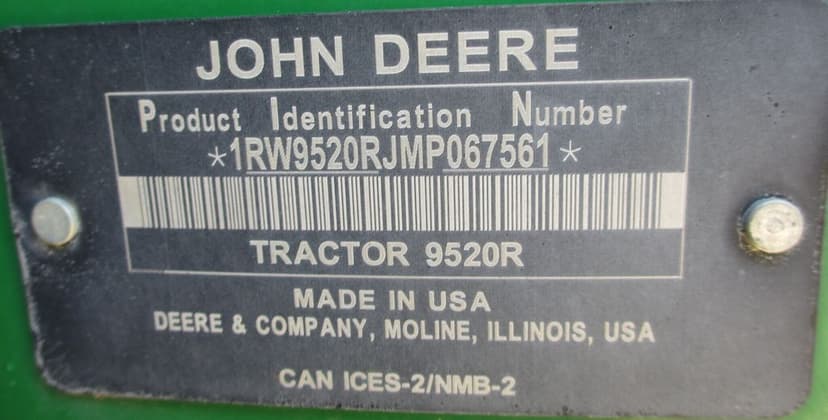 JOHN DEERE
Product Identification Number
*1RW9520RJMP067561*
TRACTOR 9520R
MADE IN USA
DEERE & COMPANY, MOLINE, ILLINOIS, USA
CAN ICES-2/NMB-2